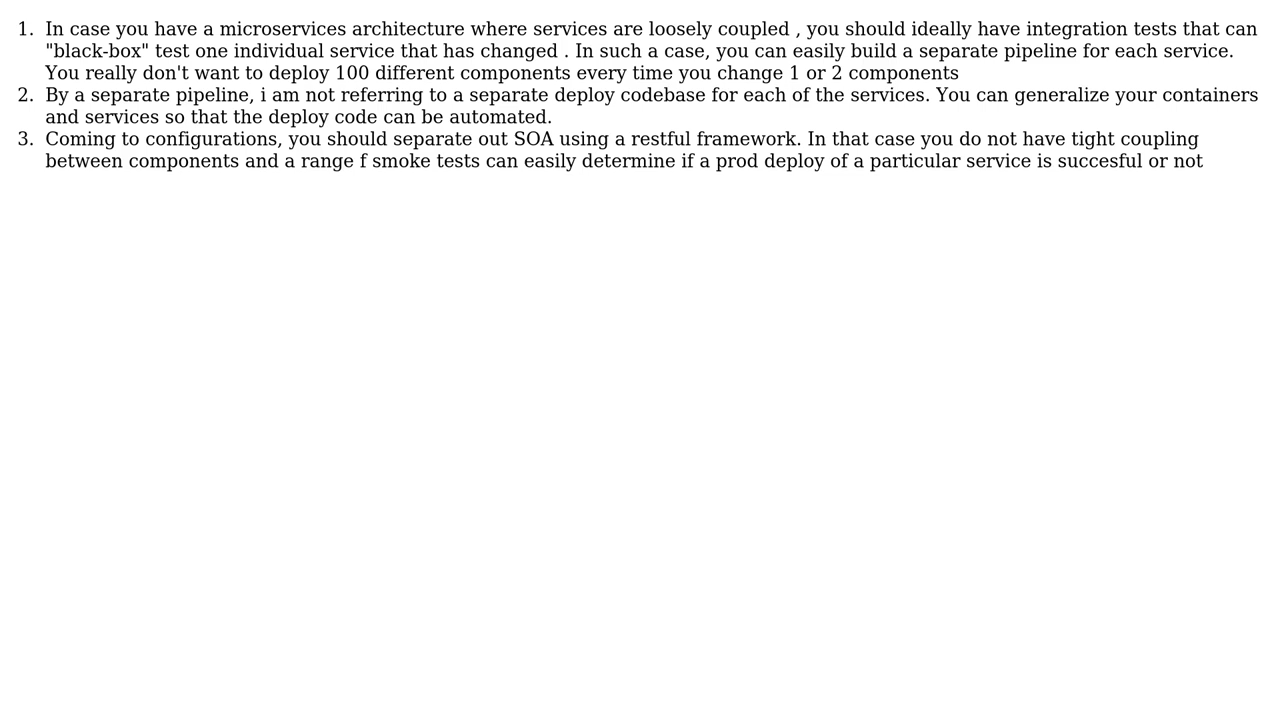 1. In case you have a microservices architecture where services are loosely coupled , you should ideally have integration tests that can
"black-box" test one individual service that has changed . In such a case, you can easily build a separate pipeline for each service.
You really don't want to deploy 100 different components every time you change 1 or 2 components
2. By a separate pipeline, i am not referring to a separate deploy codebase for each of the services. You can generalize your containers
and services so that the deploy code can be automated.
3. Coming to configurations, you should separate out SOA using a restful framework. In that case you do not have tight coupling
between components and a range f smoke tests can easily determine if a prod deploy of a particular service is succesful or not